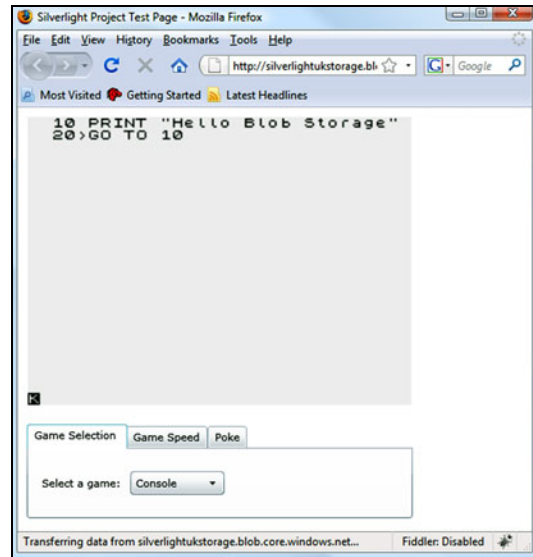 Silverlight Project Test Page - Mozilla Firefox
File Edit View History Bookmarks Tools Help
http://silverlightukstorage.bl Google
Most Visited Getting Started Latest Headlines
10 PRINT "Hello Blob Storage"
20>GO TO 10
K
Game Selection Game Speed Poke
Select a game: Console
Transferring data from silverlightukstorage.blob.core.windows.net... Fiddler: Disabled